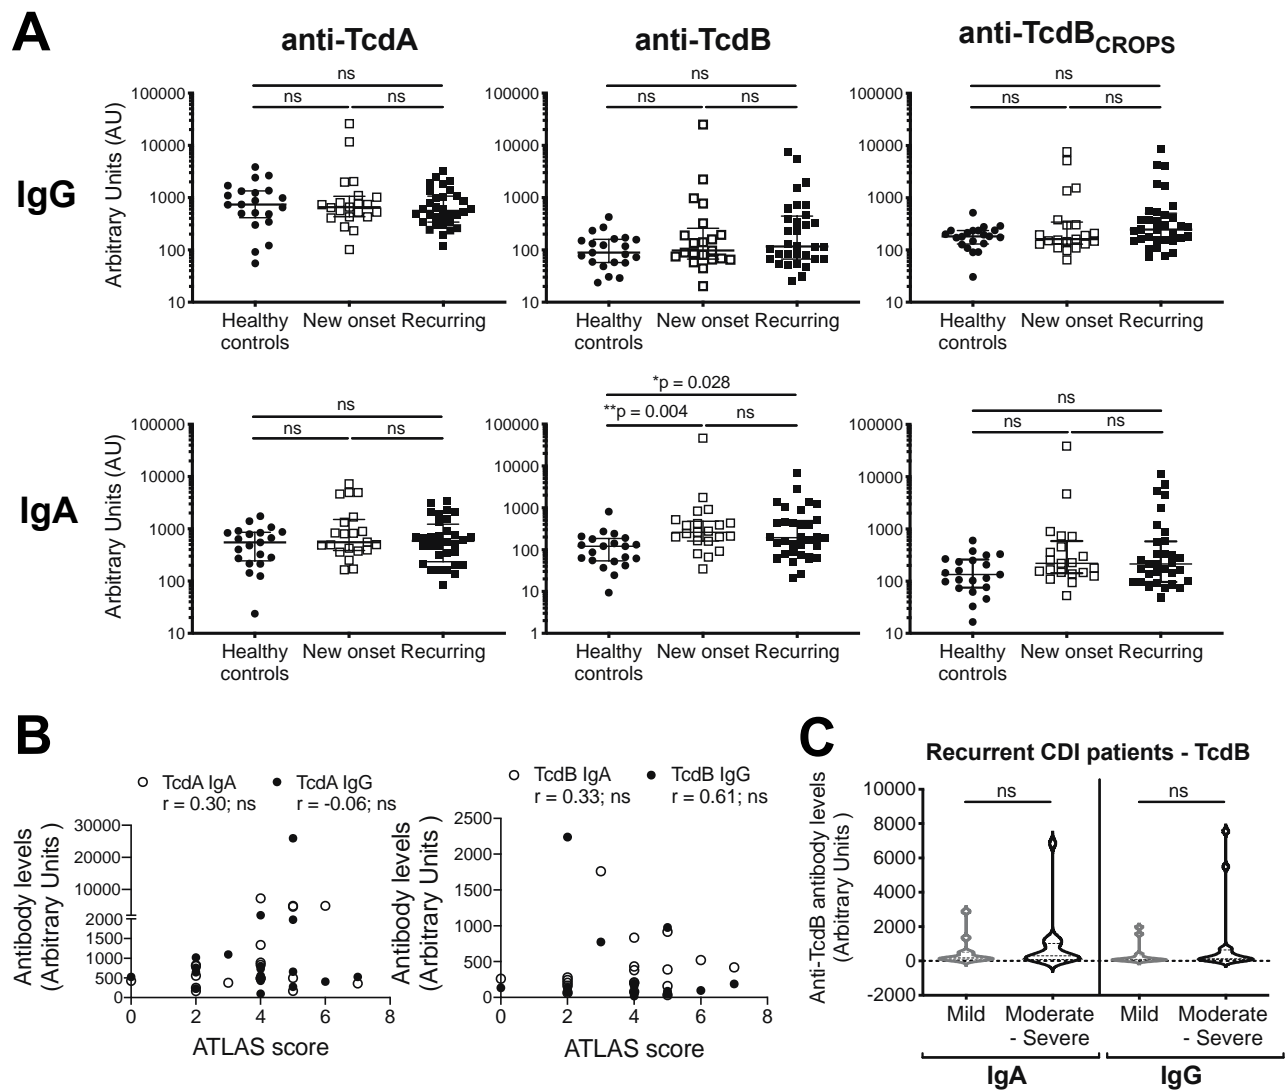 A
anti-TcdA
anti-TcdB
anti-TcdB CROPS
IgG
Arbitrary Units (AU)
100000
10000
1000
100
10
ns
ns
ns
Healthy controls
New onset
Recurring
100000
10000
1000
100
10
ns
ns
ns
Healthy controls
New onset
Recurring
100000
10000
1000
100
10
ns
ns
ns
Healthy controls
New onset
Recurring
IgA
Arbitrary Units (AU)
100000
10000
1000
100
10
ns
ns
ns
Healthy controls
New onset
Recurring
*p = 0.028
**p = 0.004
ns
100000
10000
1000
100
10
1
Healthy controls
New onset
Recurring
ns
ns
ns
100000
10000
1000
100
10
Healthy controls
New onset
Recurring
B
TcdA IgA
r = 0.30; ns
TcdA IgG
r = -0.06; ns
Antibody levels
(Arbitrary Units )
30000
20000
10000
2000
1500
1000
500
0
0 2 4 6 8
ATLAS score
TcdB IgA
r = 0.33; ns
TcdB IgG
r = 0.61; ns
Antibody levels
(Arbitrary Units )
2500
2000
1500
1000
500
0
0 2 4 6 8
ATLAS score
C
Recurrent CDI patients - TcdB
Anti-TcdB antibody levels
(Arbitrary Units )
10000
8000
6000
4000
2000
0
-2000
ns
ns
Mild
Moderate
- Severe
Mild
Moderate
- Severe
IgA
IgG